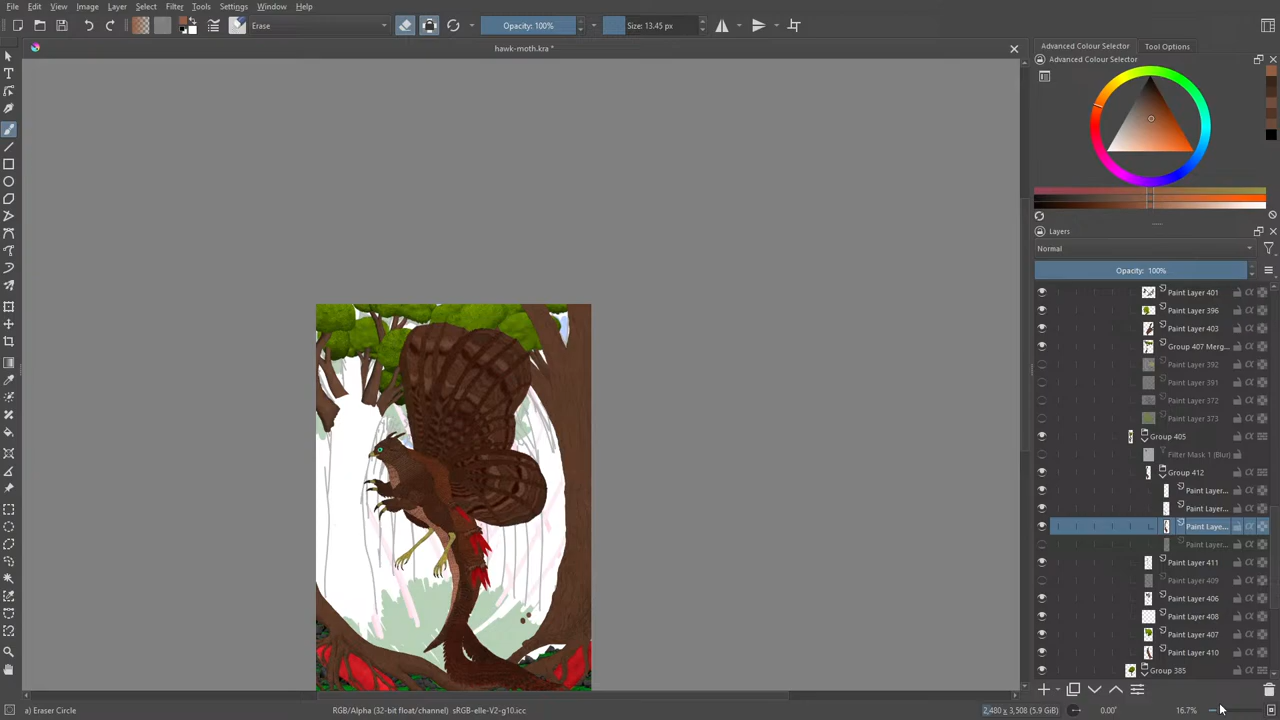 File Edit View Image Layer Select Filter Tools Settings Window Help
Erase
Opacity: 100%
Size: 13.45 px
hawk-moth.kra *
Advanced Colour Selector
Tool Options
Advanced Colour Selector
Layers
Normal
Opacity: 100%
Paint Layer 401
Paint Layer 396
Paint Layer 403
Group 407 Merg...
Paint Layer 392
Paint Layer 391
Paint Layer 372
Paint Layer 373
Group 405
Filter Mask 1 (Blur)
Group 412
Paint Layer...
Paint Layer...
Paint Laye...
Paint Layer...
Paint Layer 411
Paint Layer 409
Paint Layer 406
Paint Layer 408
Paint Layer 407
Paint Layer 410
Group 385
a) Eraser Circle
RGB/Alpha (32-bit float/channel) sRGB-elle-V2-g10.icc
2,480 x 3,508 (5.9 GiB)
0.00°
16.7%